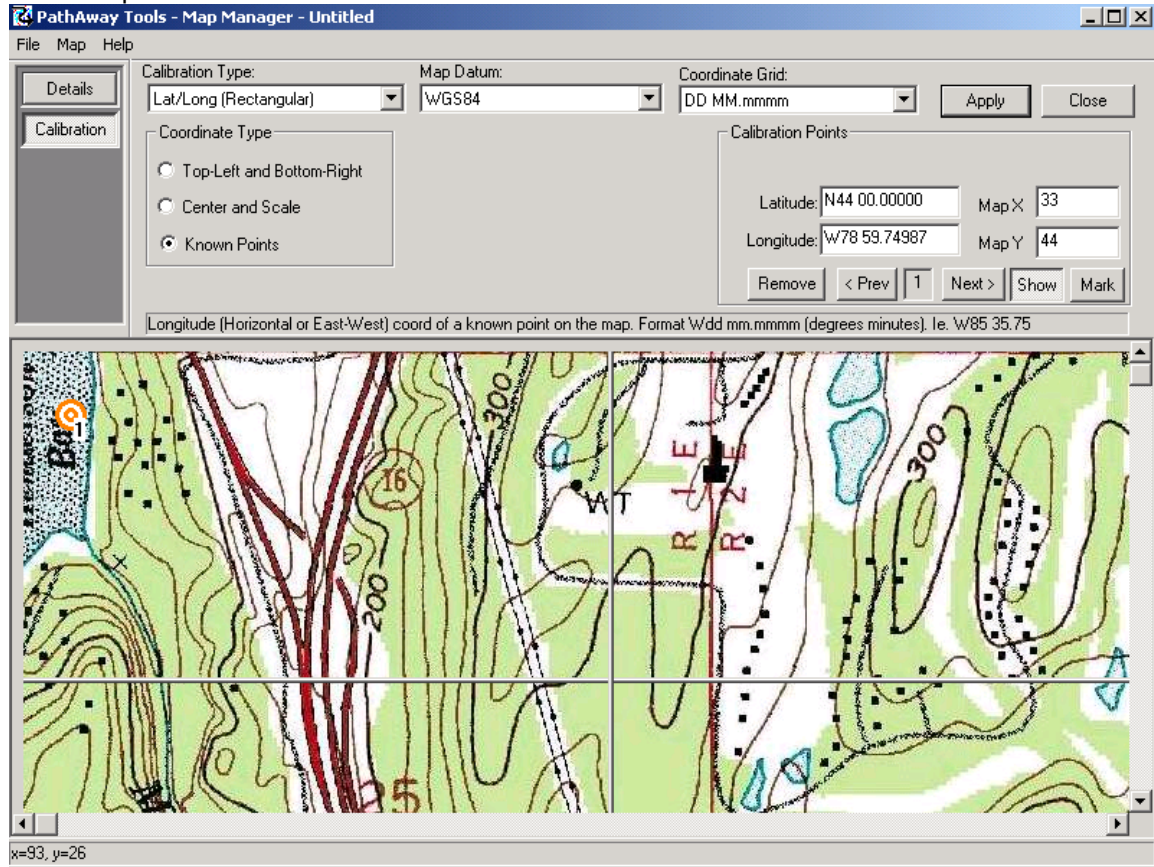 PathAway Tools - Map Manager - Untitled
File Map Help
Details
Calibration
Calibration Type:
Lat/Long (Rectangular)
Map Datum:
WGS84
Coordinate Grid:
DD MM.mmmm
Apply
Close
Coordinate Type
Top-Left and Bottom-Right
Center and Scale
Known Points
Calibration Points
Latitude: N44 00.00000 Map X 33
Longitude: W78 59.74987 Map Y 44
Remove < Prev 1 Next > Show Mark
Longitude (Horizontal or East-West) coord of a known point on the map. Format Wdd mm.mmmm (degrees minutes). Ie. W85 35.75
1
16
300
WT
R 1 E
R 2 E
300
200
25
x=93, y=26